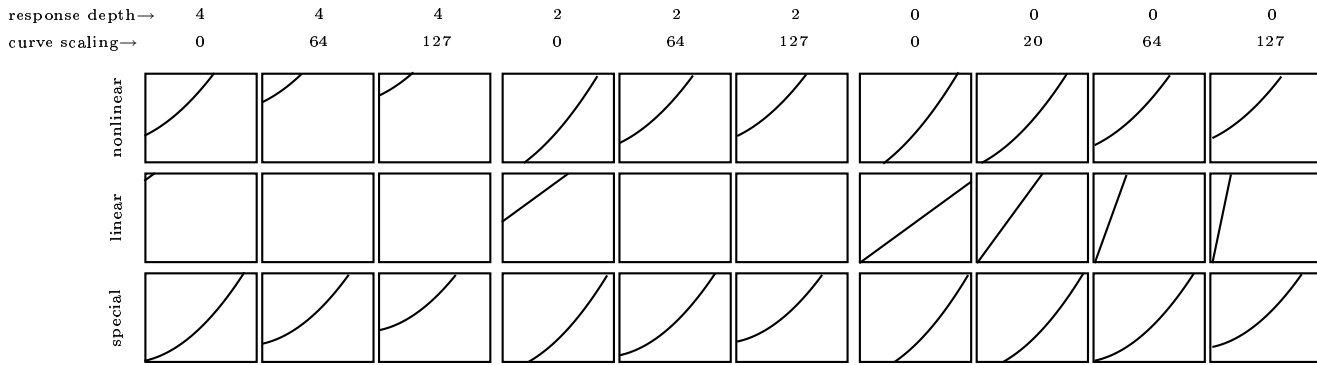 response depth→ 4 4 4 2 2 2 0 0 0 0
curve scaling→ 0 64 127 0 64 127 0 20 64 127
nonlinear
linear
special